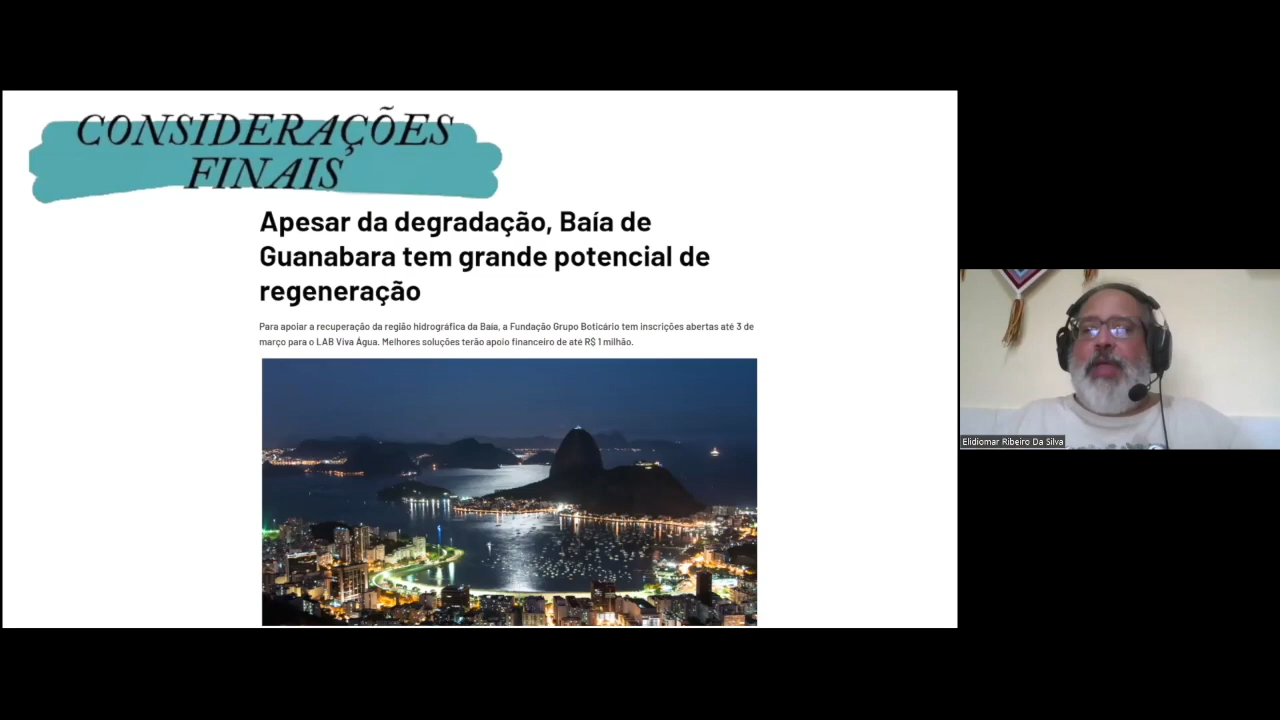 CONSIDERAÇÕES
FINAIS
Apesar da degradação, Baía de
Guanabara tem grande potencial de
regeneração
Para apoiar a recuperação da região hidrográfica da Baía, a Fundação Grupo Boticário tem inscrições abertas até 3 de
março para o LAB Viva Água. Melhores soluções terão apoio financeiro de até R$ 1 milhão.
Elidiomar Ribeiro Da Silva